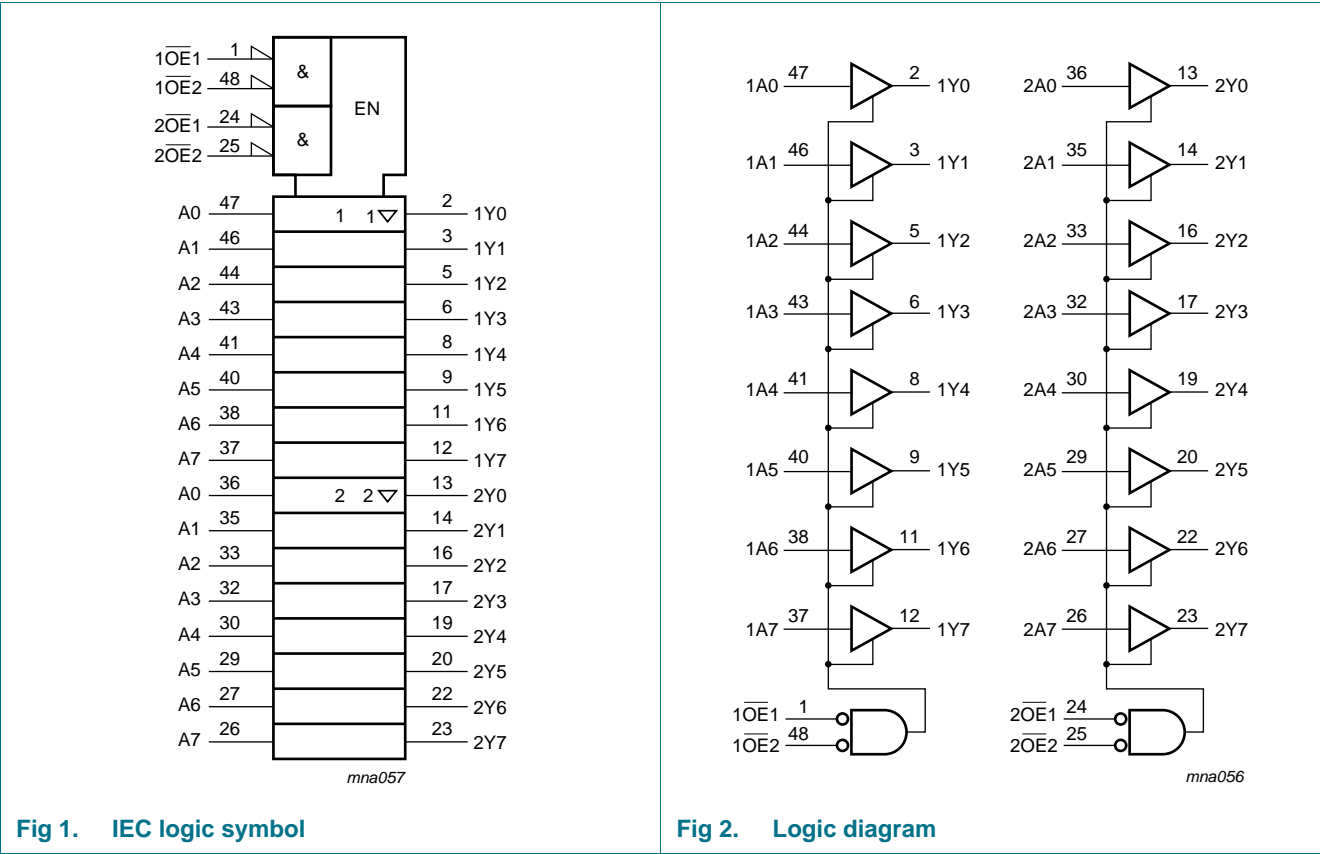 1OE1 1
1OE2 48
2OE1 24
2OE2 25
&
&
EN
A0 47 1 1▽ 2 1Y0
A1 46 3 1Y1
A2 44 5 1Y2
A3 43 6 1Y3
A4 41 8 1Y4
A5 40 9 1Y5
A6 38 11 1Y6
A7 37 12 1Y7
A0 36 2 2▽ 13 2Y0
A1 35 14 2Y1
A2 33 16 2Y2
A3 32 17 2Y3
A4 30 19 2Y4
A5 29 20 2Y5
A6 27 22 2Y6
A7 26 23 2Y7
mna057
Fig 1. IEC logic symbol
1A0 47 2 1Y0
1A1 46 3 1Y1
1A2 44 5 1Y2
1A3 43 6 1Y3
1A4 41 8 1Y4
1A5 40 9 1Y5
1A6 38 11 1Y6
1A7 37 12 1Y7
1OE1 1
1OE2 48
2A0 36 13 2Y0
2A1 35 14 2Y1
2A2 33 16 2Y2
2A3 32 17 2Y3
2A4 30 19 2Y4
2A5 29 20 2Y5
2A6 27 22 2Y6
2A7 26 23 2Y7
2OE1 24
2OE2 25
mna056
Fig 2. Logic diagram